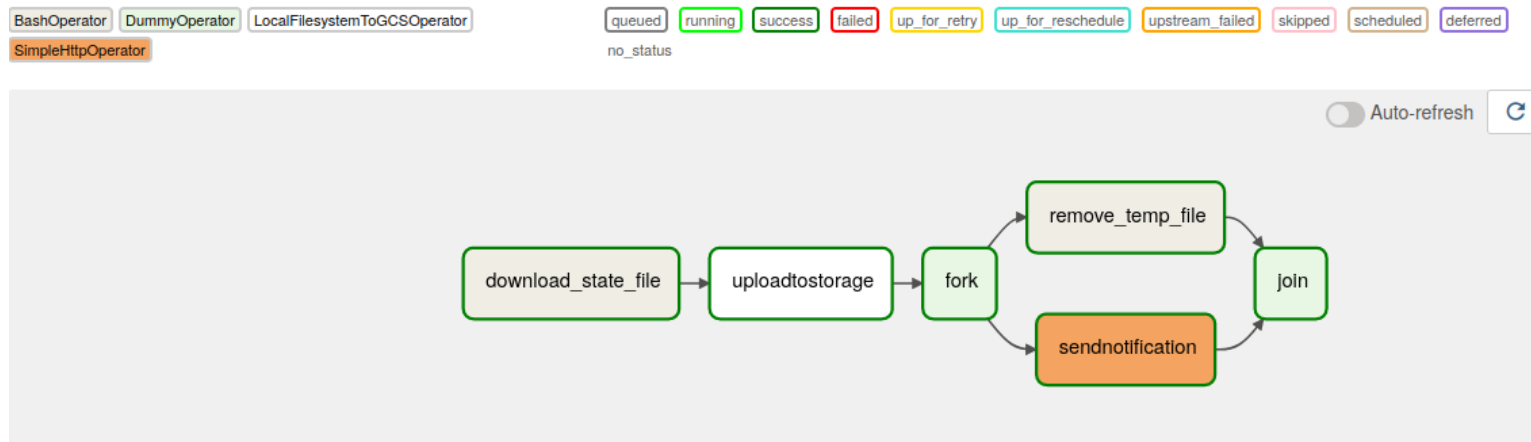 BashOperator DummyOperator LocalFilesystemToGCSOperator queued running success failed up_for_retry up_for_reschedule upstream_failed skipped scheduled deferred
SimpleHttpOperator no_status
Auto-refresh
remove_temp_file
download_state_file uploadtostorage fork join
sendnotification